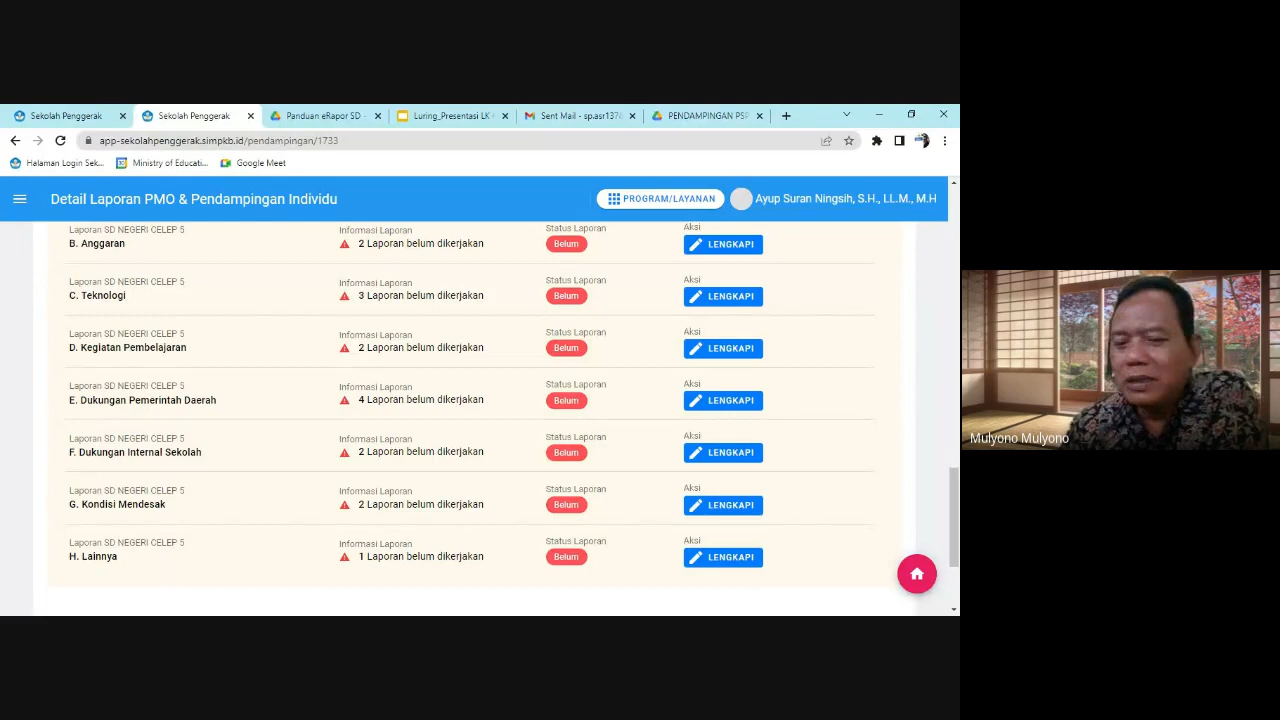 Sekolah Penggerak
Sekolah Penggerak
Panduan eRapor SD -
Luring_Presentasi LK
Sent Mail - sp.asr1378
PENDAMPINGAN PSP
app-sekolahpenggerak.simpkb.id/pendampingan/1733
Halaman Login Sek...
Ministry of Educati...
Google Meet
Detail Laporan PMO & Pendampingan Individu
PROGRAM/LAYANAN
Ayup Suran Ningsih, S.H., LL.M., M.H
Laporan SD NEGERI CELEP 5
Informasi Laporan
Status Laporan
Aksi
B. Anggaran
2 Laporan belum dikerjakan
Belum
LENGKAPI
Laporan SD NEGERI CELEP 5
Informasi Laporan
Status Laporan
Aksi
C. Teknologi
3 Laporan belum dikerjakan
Belum
LENGKAPI
Laporan SD NEGERI CELEP 5
Informasi Laporan
Status Laporan
Aksi
D. Kegiatan Pembelajaran
2 Laporan belum dikerjakan
Belum
LENGKAPI
Laporan SD NEGERI CELEP 5
Informasi Laporan
Status Laporan
Aksi
E. Dukungan Pemerintah Daerah
4 Laporan belum dikerjakan
Belum
LENGKAPI
Laporan SD NEGERI CELEP 5
Informasi Laporan
Status Laporan
Aksi
F. Dukungan Internal Sekolah
2 Laporan belum dikerjakan
Belum
LENGKAPI
Laporan SD NEGERI CELEP 5
Informasi Laporan
Status Laporan
Aksi
G. Kondisi Mendesak
2 Laporan belum dikerjakan
Belum
LENGKAPI
Laporan SD NEGERI CELEP 5
Informasi Laporan
Status Laporan
Aksi
H. Lainnya
1 Laporan belum dikerjakan
Belum
LENGKAPI
Mulyono Mulyono